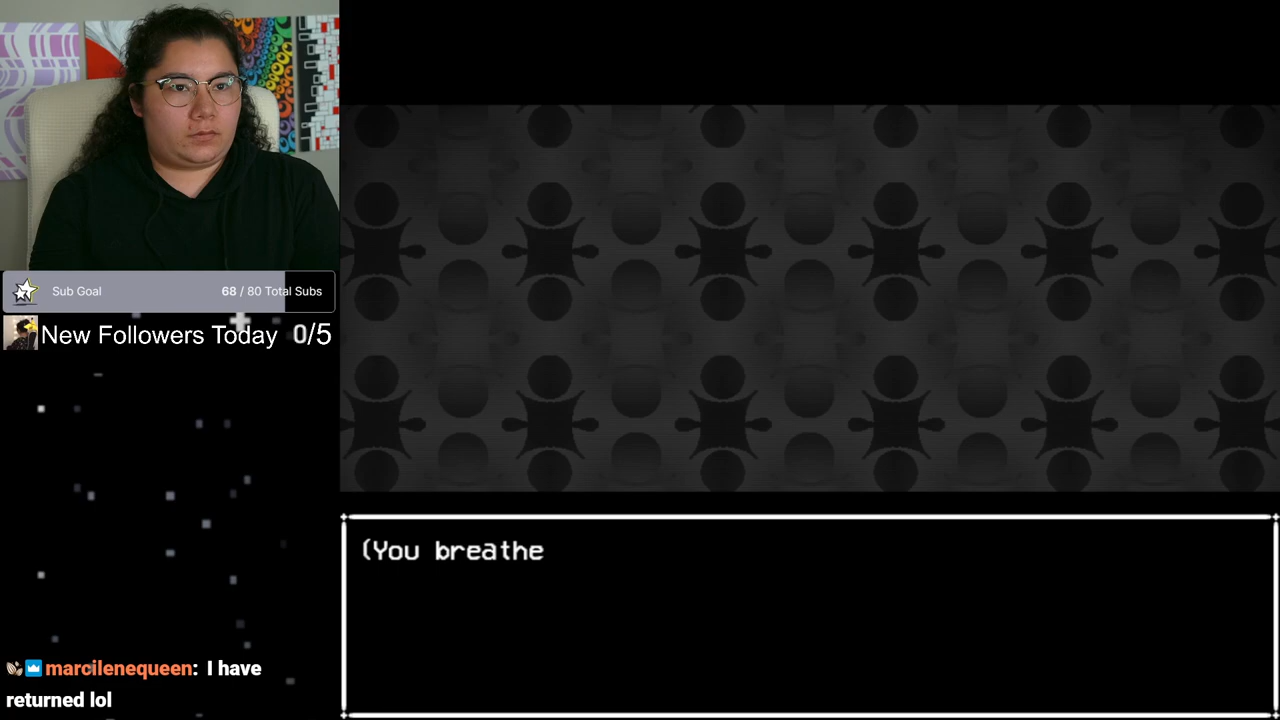 Sub Goal 68 / 80 Total Subs
New Followers Today 0/5
(You breathe
marcilenequeen: I have
returned lol